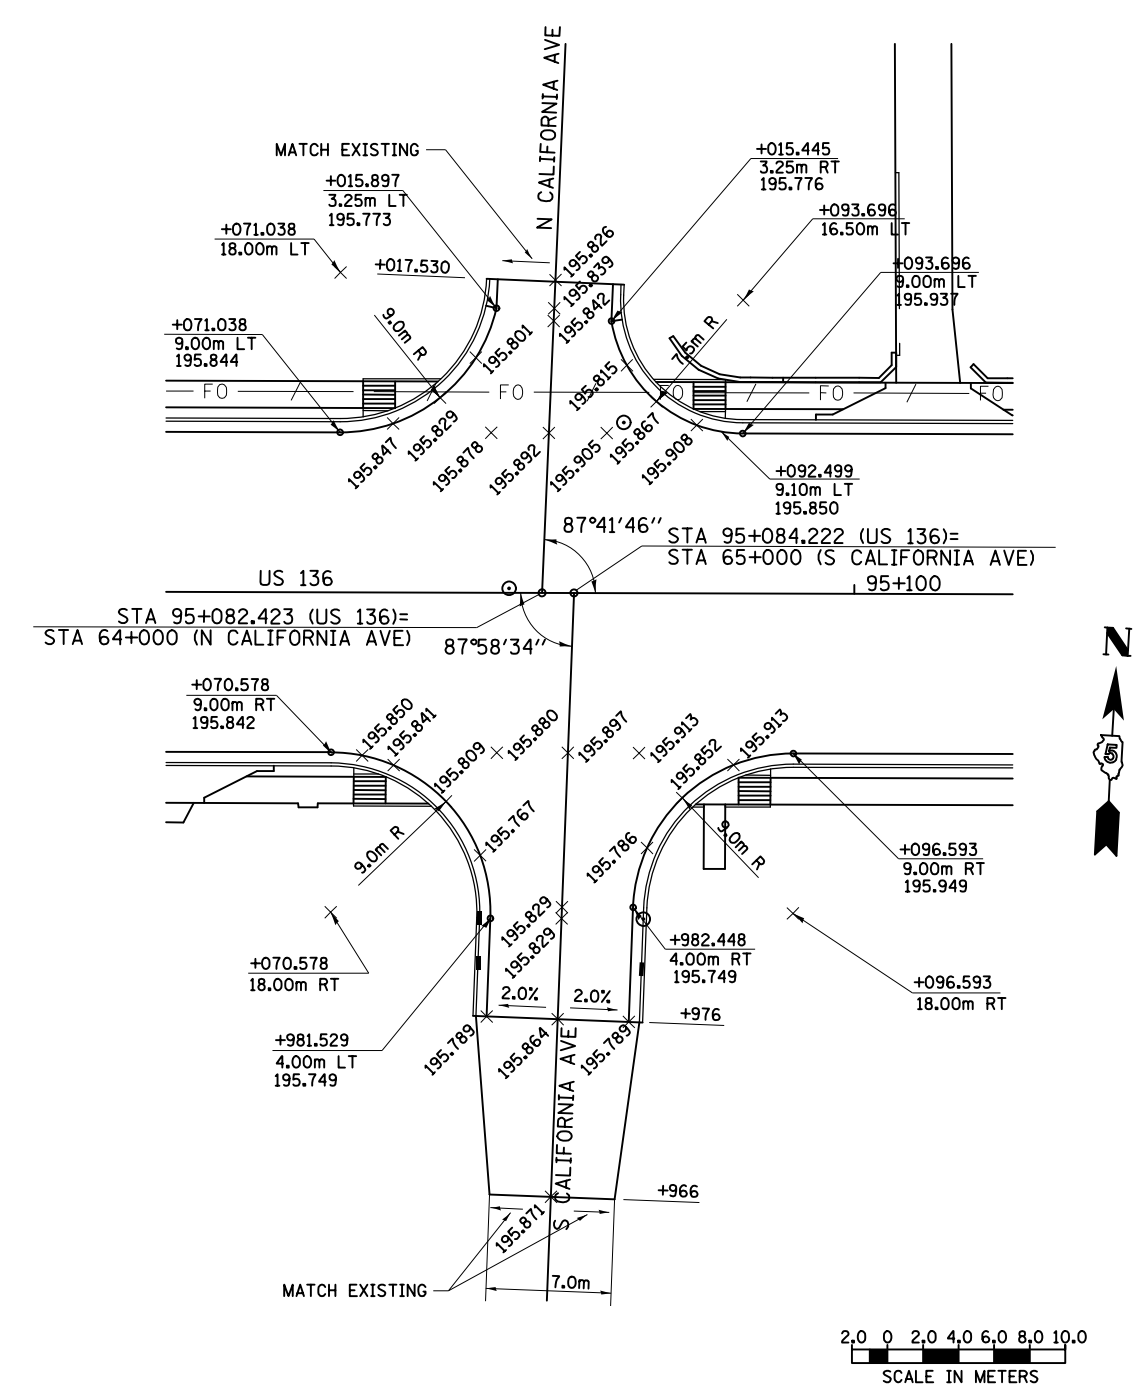 N CALIFORNIA AVE
MATCH EXISTING
+015.897
3.25m LT
195.773
+015.445
3.25m RT
195.776
+071.038
18.00m LT
+093.696
16.50m LT
+017.530
195.826
195.839
195.842
+093.696
9.00m LT
195.937
+071.038
9.00m LT
195.844
9.0m R
195.801
195.815
7.5m R
FO
FO
FO
FO
FO
195.847
195.829
195.878
195.892
195.905
195.867
195.908
+092.499
9.10m LT
195.850
87°41'46"
STA 95+084.222 (US 136)=
STA 65+000 (S CALIFORNIA AVE)
US 136
95+100
STA 95+082.423 (US 136)=
STA 64+000 (N CALIFORNIA AVE)
87°58'34"
N
5
+070.578
9.00m RT
195.842
195.850
195.841
195.809
195.880
195.897
195.913
195.852
195.913
195.767
9.0m R
195.786
9.0m R
+096.593
9.00m RT
195.949
195.829
195.829
+070.578
18.00m RT
+982.448
4.00m RT
195.749
+096.593
18.00m RT
2.0%
2.0%
+976
+981.529
4.00m LT
195.749
195.789
195.864
195.789
S CALIFORNIA AVE
+966
195.871
MATCH EXISTING
7.0m
2.0 0 2.0 4.0 6.0 8.0 10.0
SCALE IN METERS